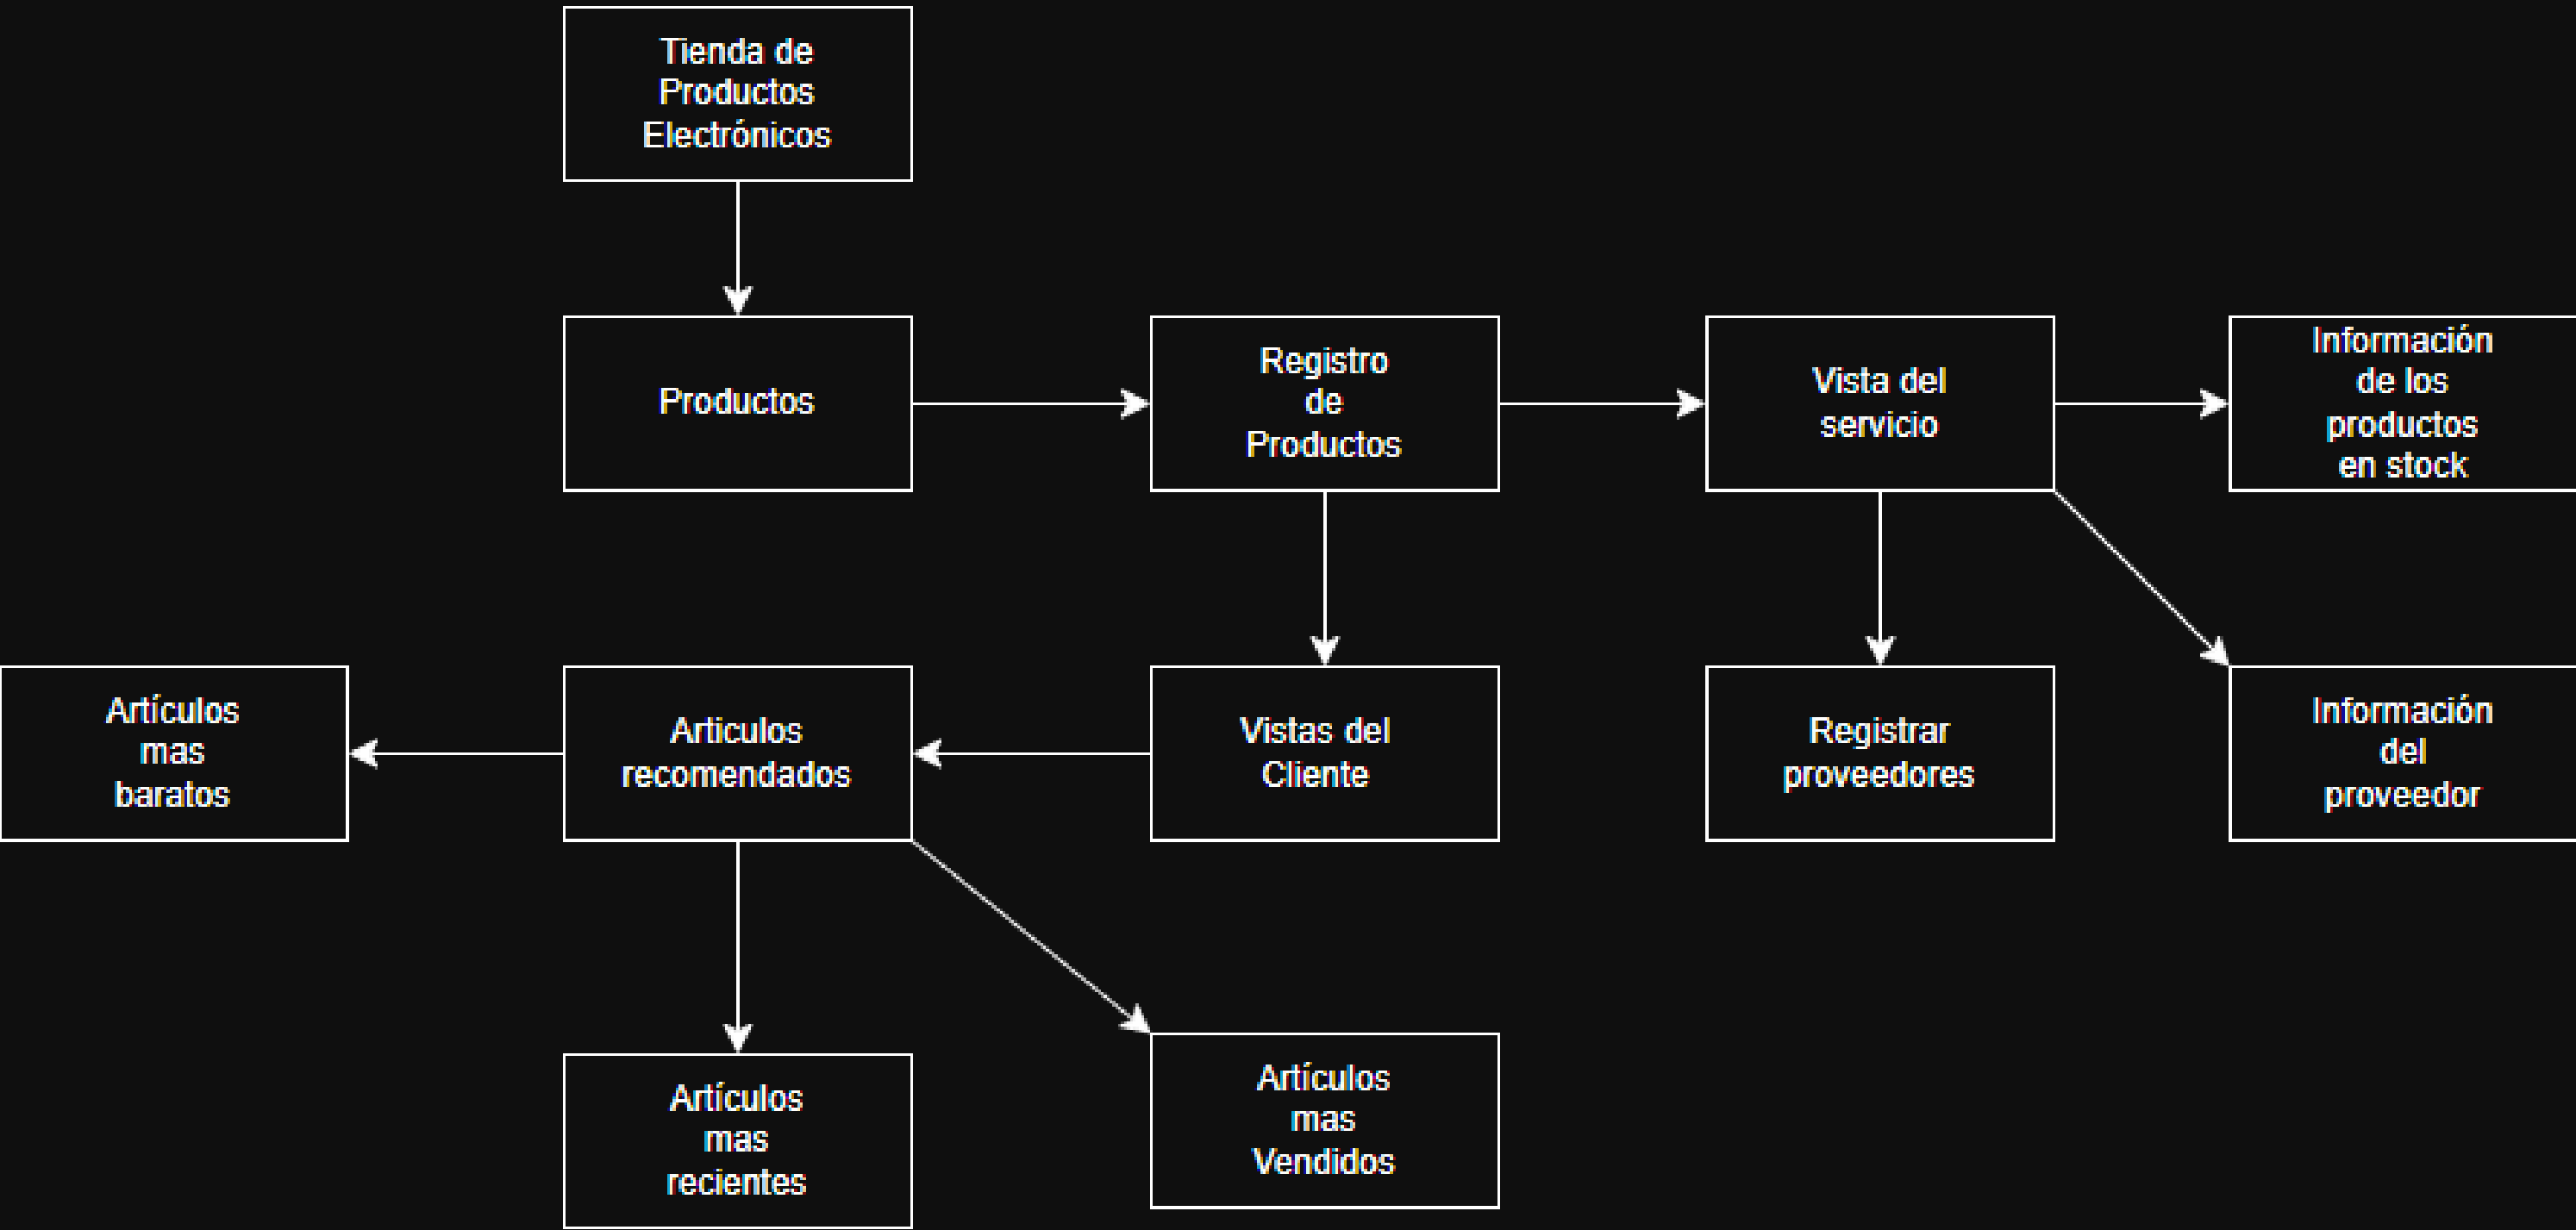 Tienda de
Productos
Electrónicos
Productos
Registro
de
Productos
Vista del
servicio
Información
de los
productos
en stock
Artículos
mas
baratos
Articulos
recomendados
Vistas del
Cliente
Registrar
proveedores
Información
del
proveedor
Artículos
mas
recientes
Artículos
mas
Vendidos